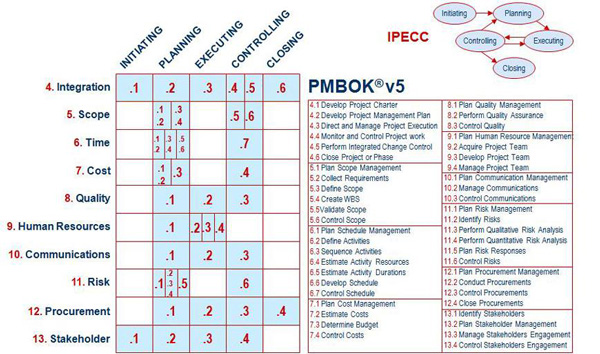 IPECC
Initiating
Planning
Controlling
Executing
Closing
INITIATING
PLANNING
EXECUTING
CONTROLLING
CLOSING
4. Integration .1 .2 .3 .4 .5 .6
5. Scope .1 .3 .2 .4 .5 .6
6. Time .1 .3 .5 .2 .4 .6 .7
7. Cost .1 .2 .3 .4
8. Quality .1 .2 .3
9. Human Resources .1 .2 .3 .4
10. Communications .1 .2 .3
11. Risk .1 .2 .3 .4 .5 .6
12. Procurement .1 .2 .3 .4
13. Stakeholder .1 .2 .3 .4
PMBOK®v5
4.1 Develop Project Charter
4.2 Develop Project Management Plan
4.3 Direct and Manage Project Execution
4.4 Monitor and Control Project work
4.5 Perform Integrated Change Control
4.6 Close Project or Phase
5.1 Plan Scope Management
5.2 Collect Requirements
5.3 Define Scope
5.4 Create WBS
5.5Validate Scope
5.6 Control Scope
6.1 Plan Schedule Management
6.2 Define Activities
6.3 Sequence Activities
6.4 Estimate Activity Resources
6.5 Estimate Activity Durations
6.6 Develop Schedule
6.7 Control Schedule
7.1 Plan Cost Management
7.2 Estimate Costs
7.3 Determine Budget
7.4 Control Costs
8.1 Plan Quality Management
8.2 Perform Quality Assurance
8.3 Control Quality
9.1 Plan Human Resource Management
9.2 Acquire Project Team
9.3 Develop Project Team
9.4 Manage Project Team
10.1 Plan Communication Management
10.2 Manage Communications
10.3 Control Communications
11.1 Plan Risk Management
11.2 Identify Risks
11.3 Perform Qualitative Risk Analysis
11.4 Perform Quantitative Risk Analysis
11.5 Plan Risk Responses
11.6 Control Risks
12.1 Plan Procurement Management
12.2 Conduct Procurements
12.3 Control Procurements
12.4 Close Procurements
13.1 Identify Stakeholders
13.2 Plan Stakeholder Management
13.3 Manage Stakeholders Engagement
13.4 Control Stakeholders Engagement